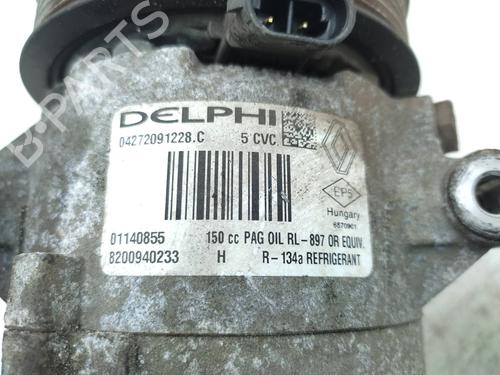 DELPHI
04272091228.C 5 CVC
EPS
Hungary
6570901
01140855 150 cc PAG OIL RL-897 OR EQUIV.
8200940233 H R-134a REFRIGERANT
B-PARTS